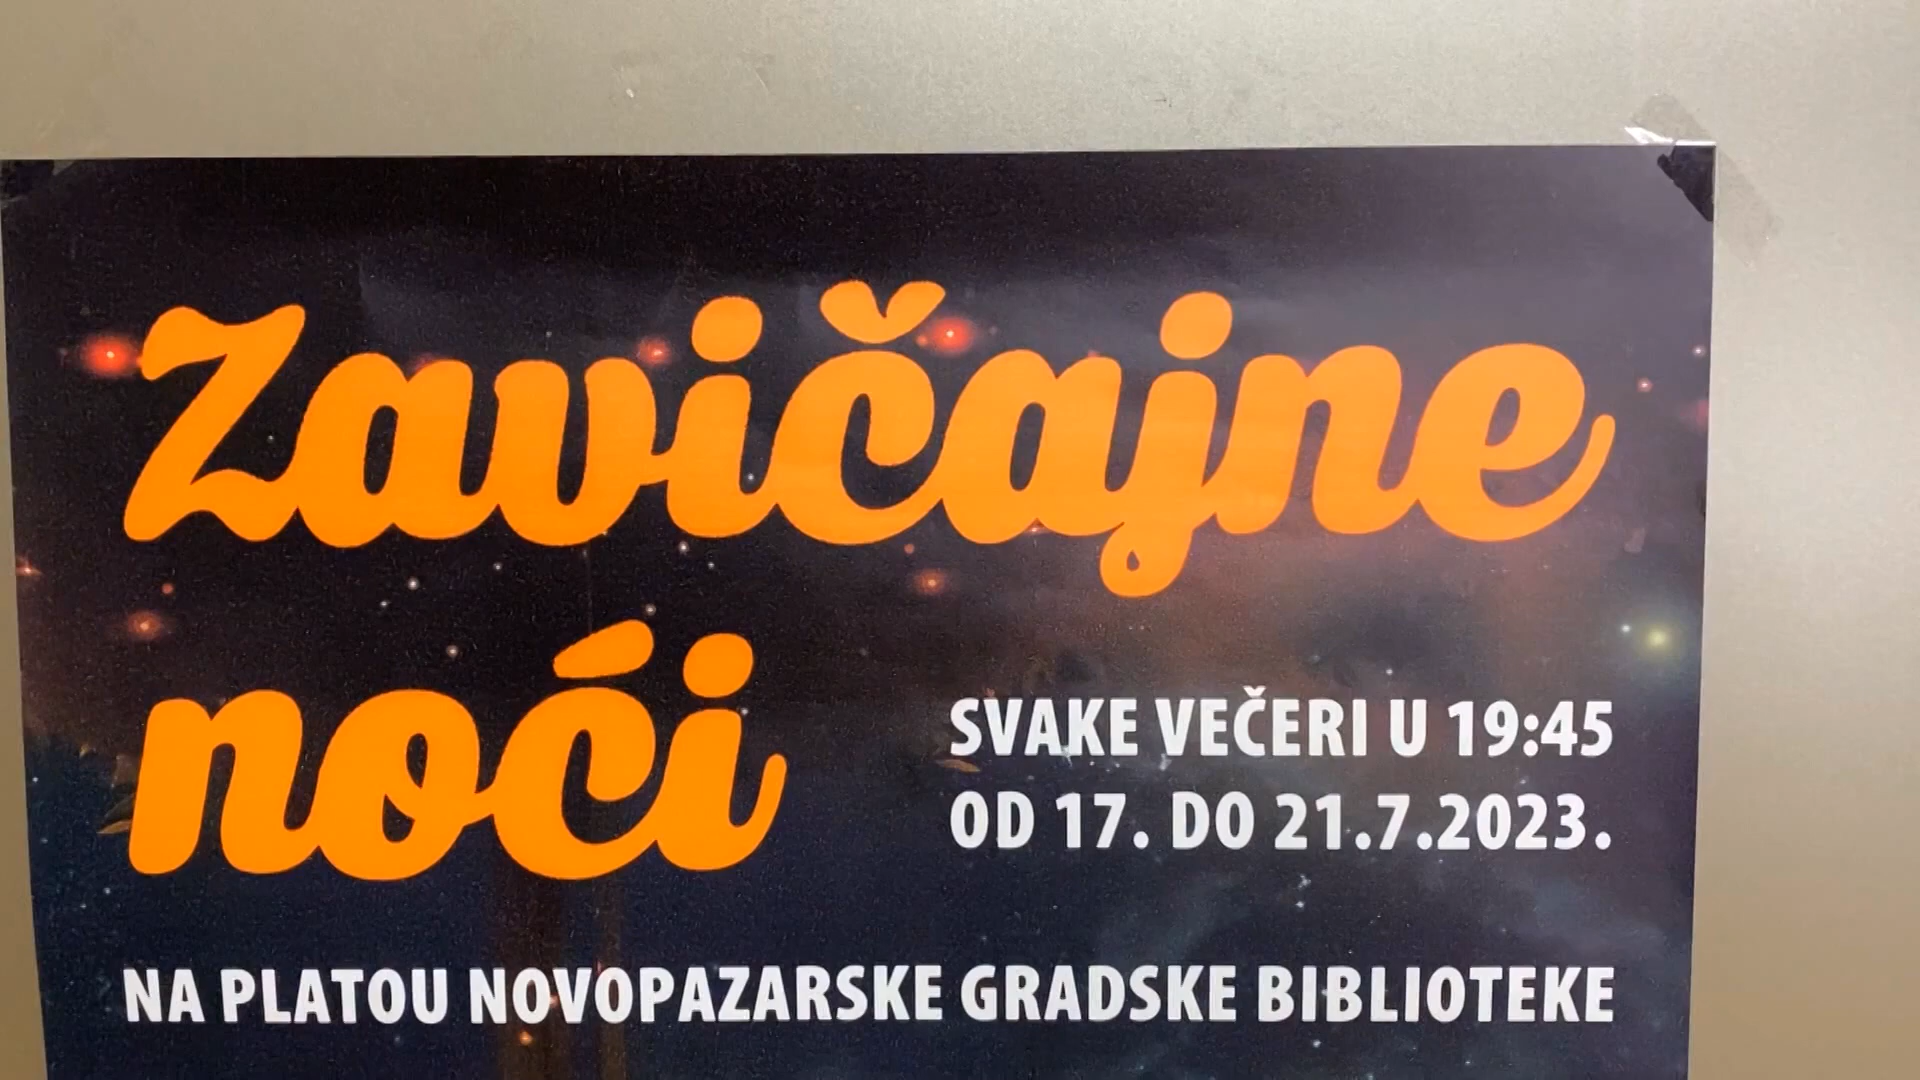 Zavičajne
noći
SVAKE VEČERI U 19:45
OD 17. DO 21.7.2023.
NA PLATOU NOVOPAZARSKE GRADSKE BIBLIOTEKE